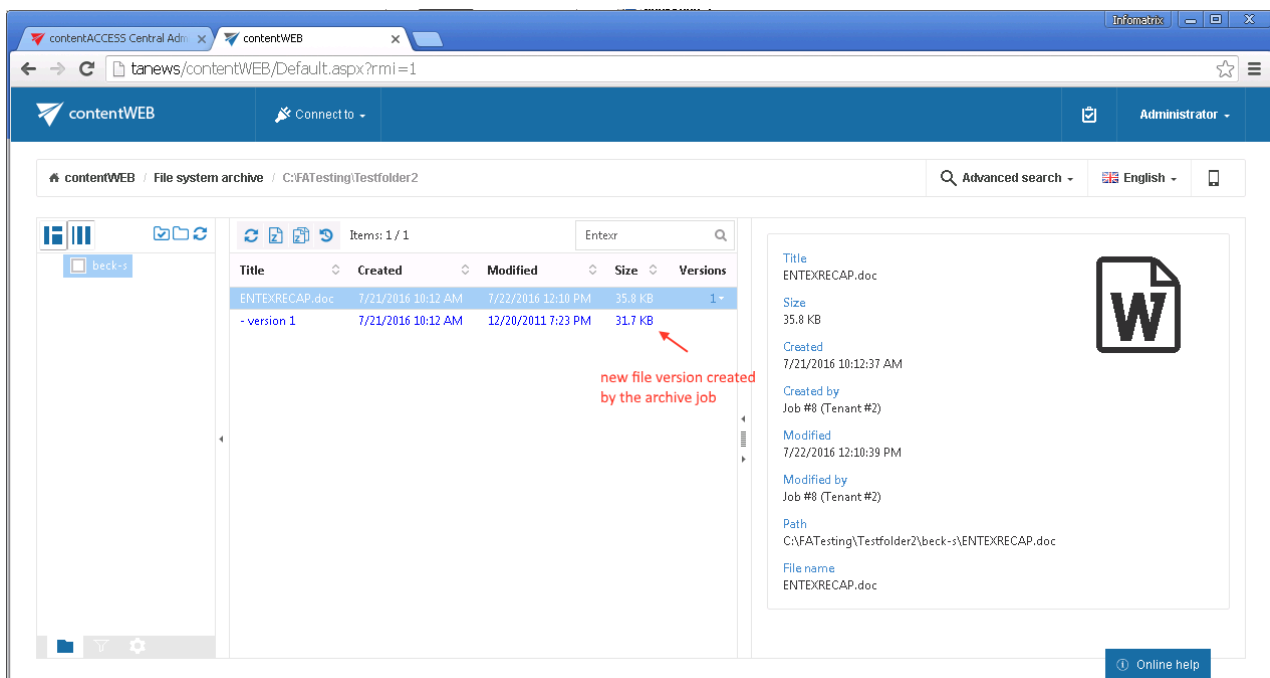 Infomatrix
contentACCESS Central Adm
contentWEB
tanews/contentWEB/Default.aspx?rmi=1
contentWEB
Connect to
Administrator
contentWEB / File system archive / C:\FATesting\Testfolder2
Advanced search
English
beck-s
Items: 1 / 1
Entexr
Title Created Modified Size Versions
ENTEXRECAP.doc 7/21/2016 10:12 AM 7/22/2016 12:10 PM 35.8 KB 1
- version 1 7/21/2016 10:12 AM 12/20/2011 7:23 PM 31.7 KB
new file version created
by the archive job
Title
ENTEXRECAP.doc
Size
35.8 KB
Created
7/21/2016 10:12:37 AM
Created by
Job #8 (Tenant #2)
Modified
7/22/2016 12:10:39 PM
Modified by
Job #8 (Tenant #2)
Path
C:\FATesting\Testfolder2\beck-s\ENTEXRECAP.doc
File name
ENTEXRECAP.doc
W
Online help